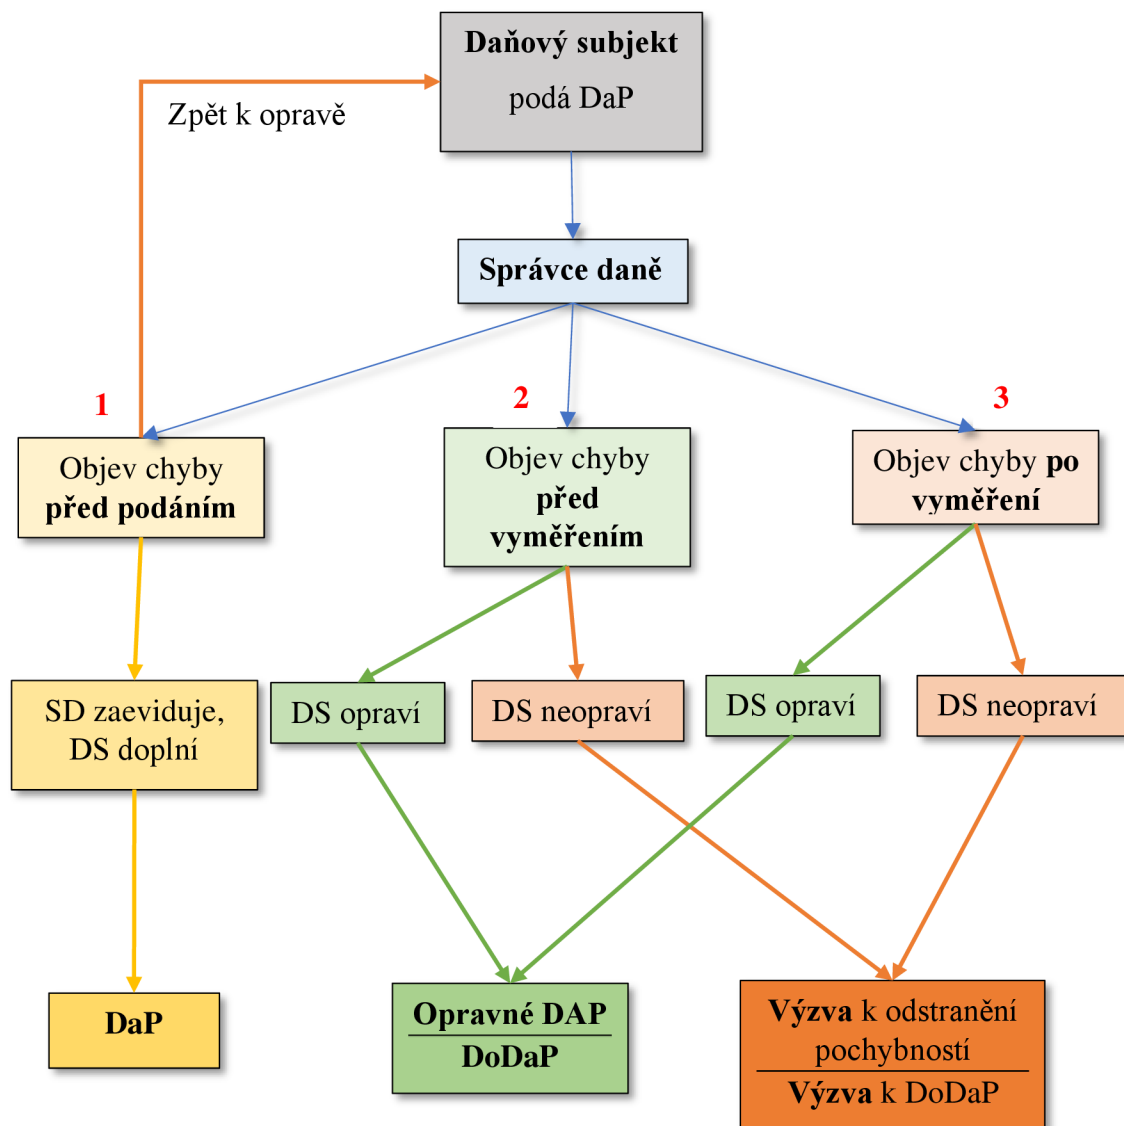 Daňový subjekt
podá DaP
Zpět k opravě
Správce daně
1
2
3
Objev chyby
před podáním
Objev chyby
před
vyměřením
Objev chyby po
vyměření
SD zaeviduje,
DS doplní
DS opraví
DS neopraví
DS opraví
DS neopraví
DaP
Opravné DAP
DoDaP
Výzva k odstranění
pochybností
Výzva k DoDaP